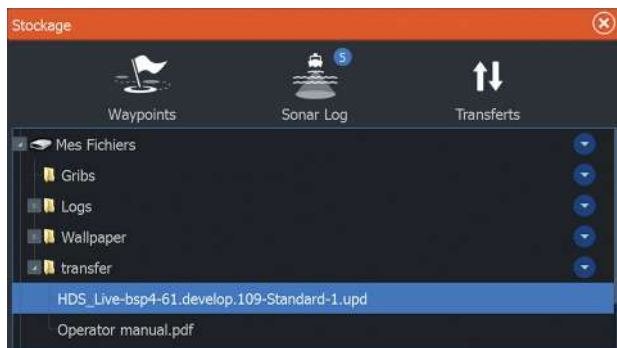 Stockage
5
Waypoints Sonar Log Transferts
Mes Fichiers
Gribs
Logs
Wallpaper
transfer
HDS_Live-bsp4-61.develop.109-Standard-1.upd
Operator manual.pdf